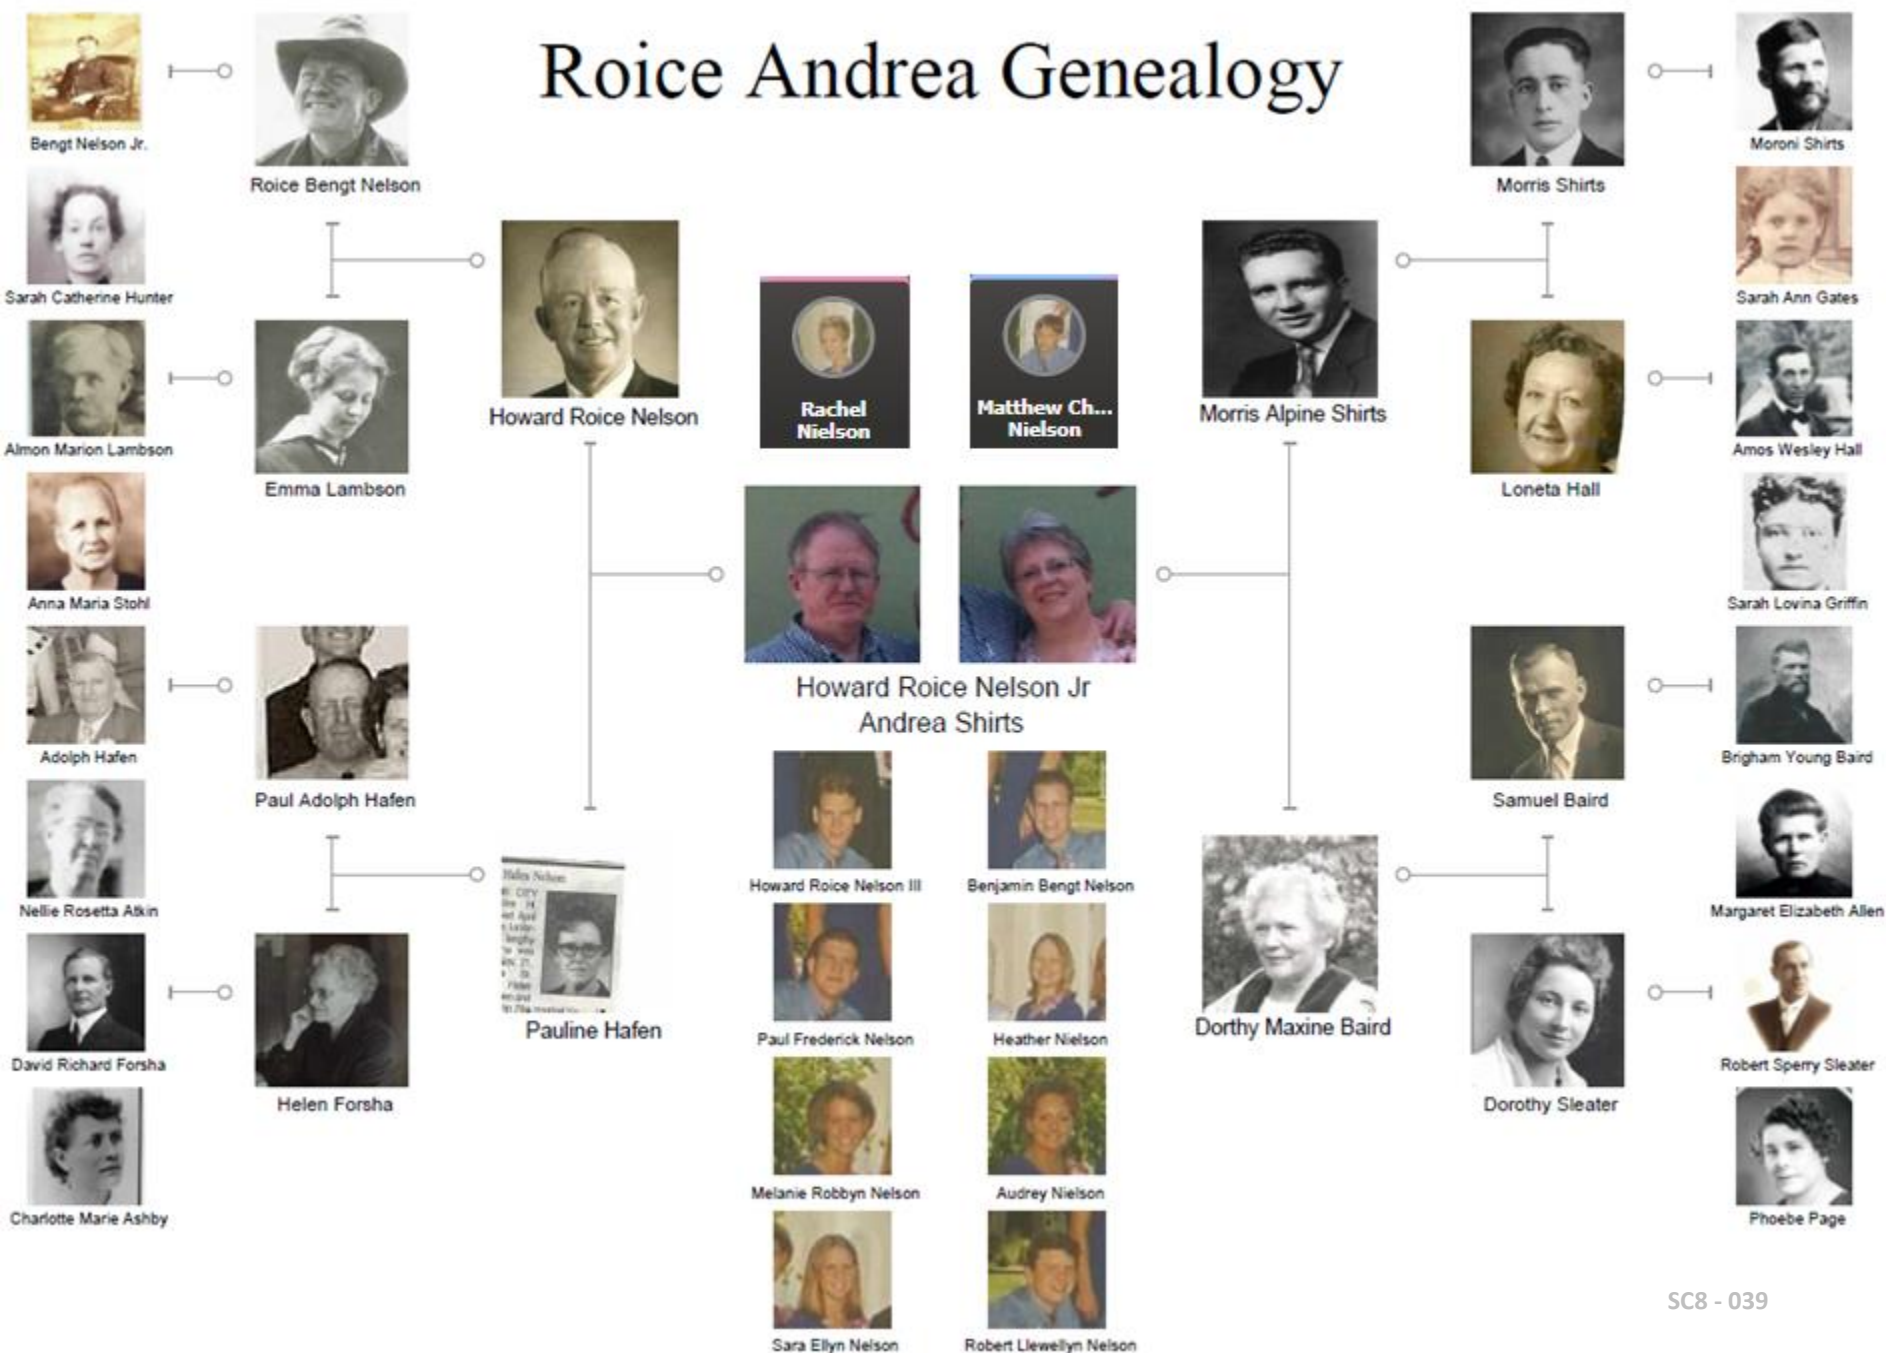 Roice Andrea Genealogy
Bengt Nelson Jr.
Sarah Catherine Hunter
Almon Marion Lambson
Anna Maria Stohl
Adolph Hafen
Nellie Rosetta Atkin
David Richard Forsha
Charlotte Marie Ashby
Roice Bengt Nelson
Emma Lambson
Paul Adolph Hafen
Helen Forsha
Howard Roice Nelson
Nelson
CITY
Pauline Hafen
Rachel
Nielson
Matthew Ch...
Nielson
Howard Roice Nelson Jr
Andrea Shirts
Howard Roice Nelson III
Benjamin Bengt Nelson
Paul Frederick Nelson
Heather Nielson
Melanie Robbyn Nelson
Audrey Nielson
Sara Ellyn Nelson
Robert Llewellyn Nelson
Morris Alpine Shirts
Dorthy Maxine Baird
Morris Shirts
Loneta Hall
Samuel Baird
Dorothy Sleater
Moroni Shirts
Sarah Ann Gates
Amos Wesley Hall
Sarah Lovina Griffin
Brigham Young Baird
Margaret Elizabeth Allen
Robert Sperry Sleater
Phoebe Page
SC8 - 039